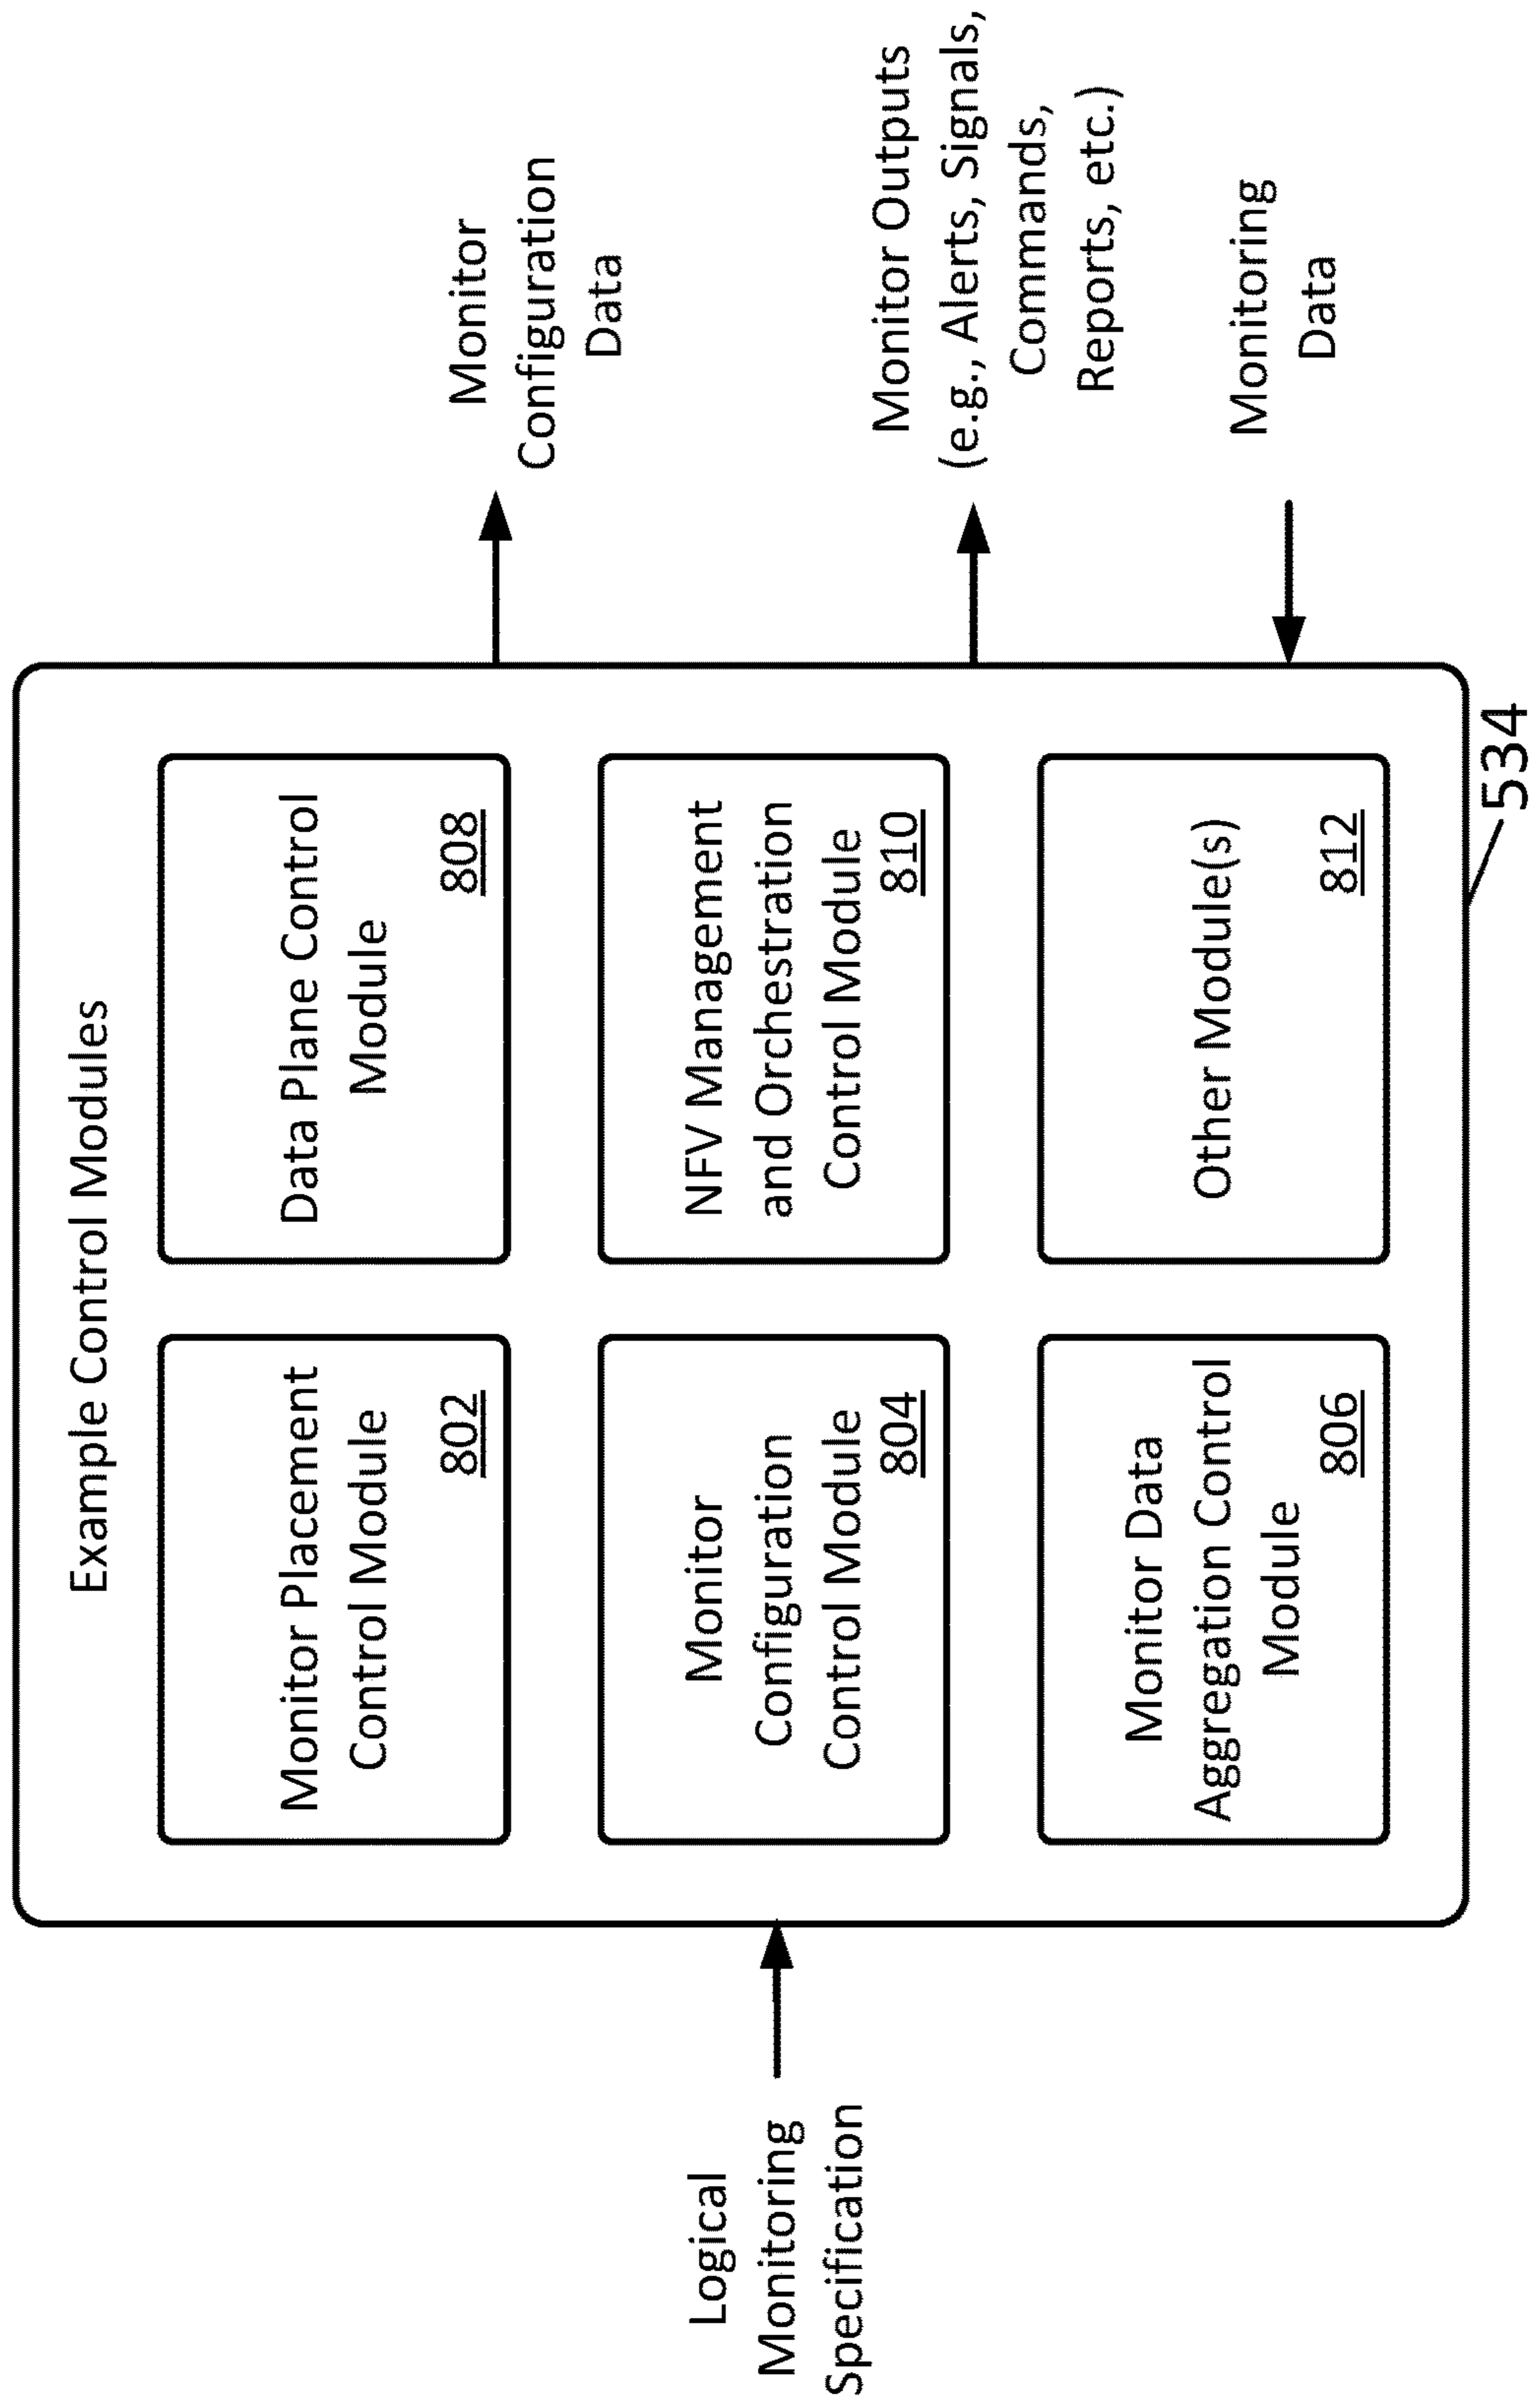 Example Control Modules
Logical
Monitoring
Specification
Monitor Placement
Control Module
802
Monitor
Configuration
Control Module
804
Monitor Data
Aggregation Control
Module
806
Data Plane Control
Module
808
NFV Management
and Orchestration
Control Module
810
Other Module(s)
812
Monitor
Configuration
Data
Monitor Outputs
(e.g., Alerts, Signals,
Commands,
Reports, etc.)
Monitoring
Data
534